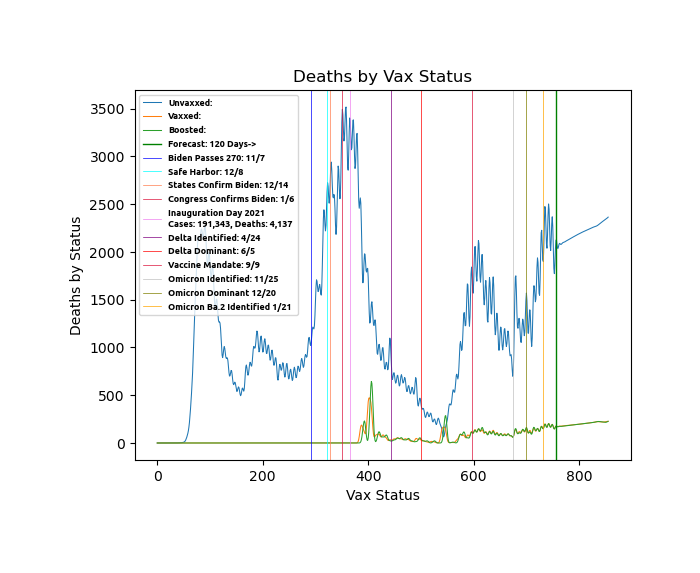 Deaths by Vax Status
Deaths by Status
3500
3000
2500
2000
1500
1000
500
0
Unvaxxed:
Vaxxed:
Boosted:
Forecast: 120 Days->
Biden Passes 270: 11/7
Safe Harbor: 12/8
States Confirm Biden: 12/14
Congress Confirms Biden: 1/6
Inauguration Day 2021
Cases: 191,343, Deaths: 4,137
Delta Identified: 4/24
Delta Dominant: 6/5
Vaccine Mandate: 9/9
Omicron Identified: 11/25
Omicron Dominant 12/20
Omicron Ba.2 Identified 1/21
0 200 400 600 800
Vax Status